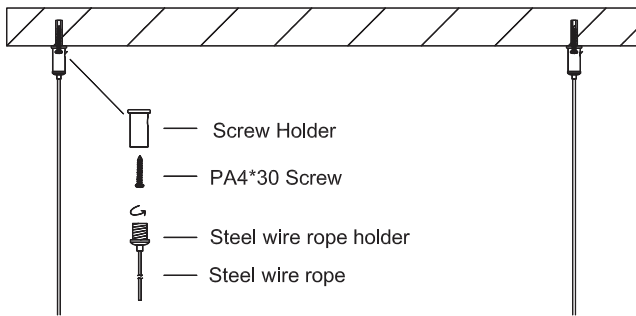 Screw Holder
PA4*30 Screw
Steel wire rope holder
Steel wire rope